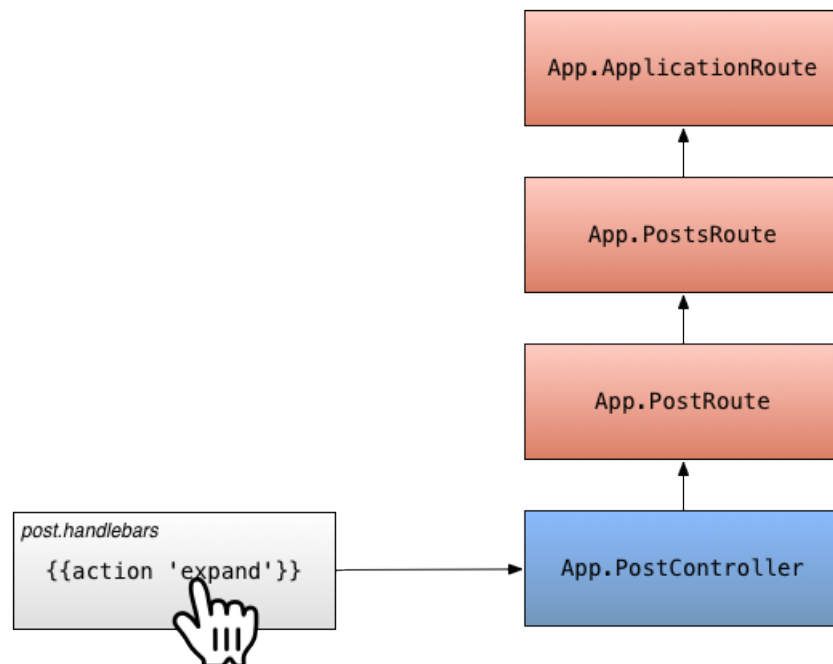 App.ApplicationRoute
App.PostsRoute
App.PostRoute
post.handlebars
{{action 'expand'}}
App.PostController